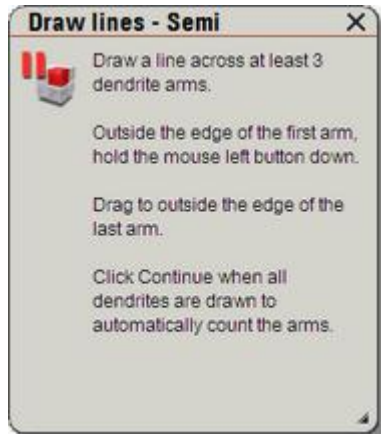 Draw lines - Semi
Draw a line across at least 3
dendrite arms.
Outside the edge of the first arm,
hold the mouse left button down.
Drag to outside the edge of the
last arm.
Click Continue when all
dendrites are drawn to
automatically count the arms.